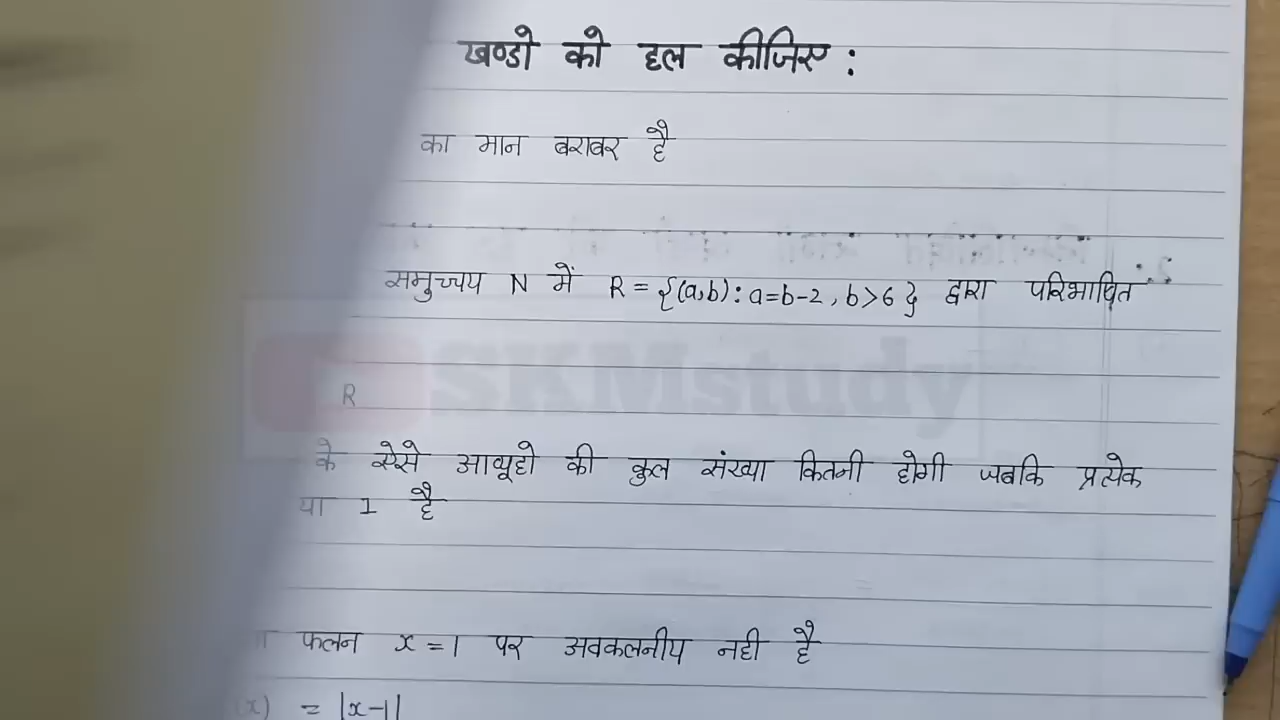 खण्डो को हल कीजिए :
का मान बराबर है
समुच्चय N में R = {(a,b) : a=b-2, b>6} द्वारा परिभाषित
SKMstudy
R
के ऐसे आव्यूहो की कुल संख्या कितनी होगी जबकि प्रत्येक
या 1 है
फलन x = 1 पर अवकलनीय नही है
x) = |x-1|